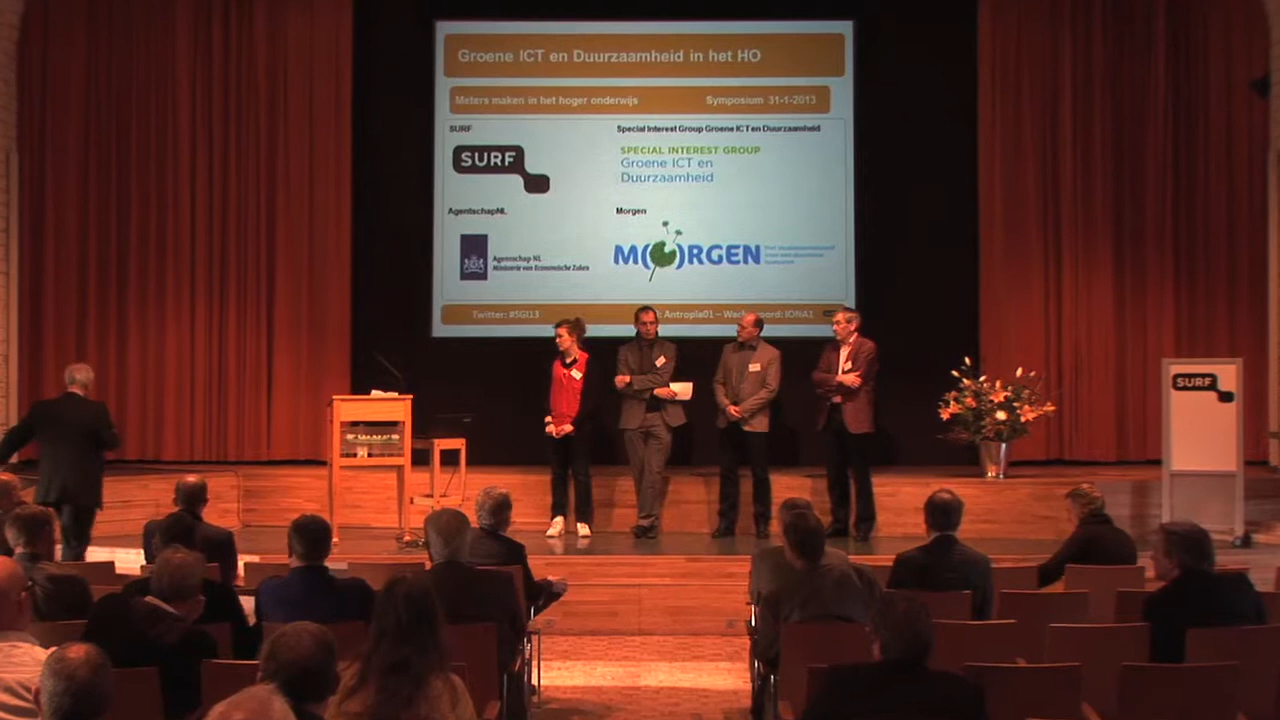 Groene ICT en Duurzaamheid in het HO
Meters maken in het hoger onderwijs
Symposium 31-1-2013
SURF
Special Interest Group Groene ICT en Duurzaamheid
SURF
SPECIAL INTEREST GROUP
Groene ICT en
Duurzaamheid
AgentschapNL
Morgen
Agentschap NL
Ministerie van Economische Zaken
MORGEN
Twitter: #SGI13
: Antropia01 – Wac oord: IONA1
SURF